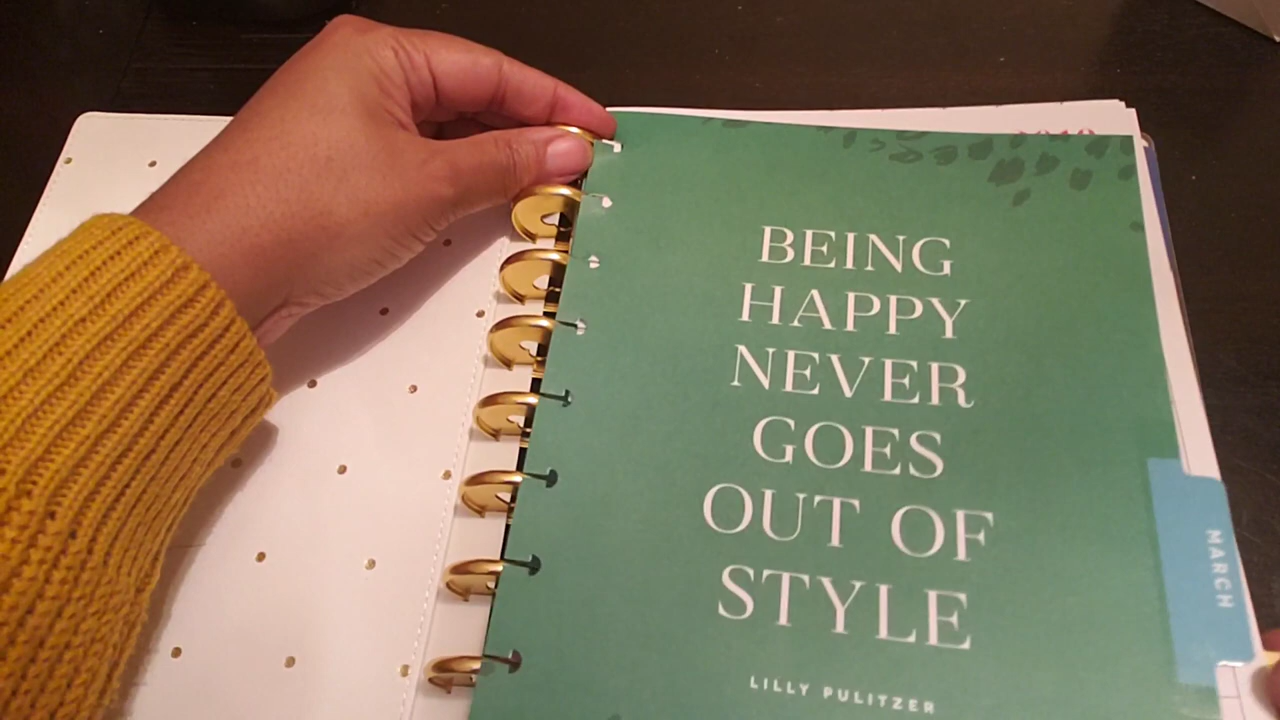 BEING
HAPPY
NEVER
GOES
OUT OF
STYLE
LILLY PULITZER
MARCH